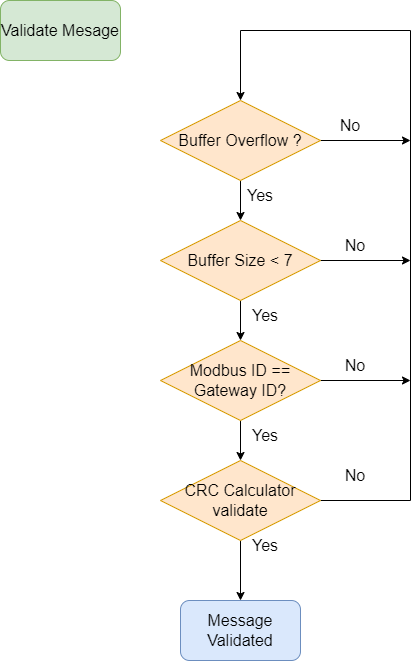 Validate Mesage
Buffer Overflow ?
No
Yes
Buffer Size < 7
No
Yes
Modbus ID ==
Gateway ID?
No
Yes
CRC Calculator
validate
No
Yes
Message
Validated